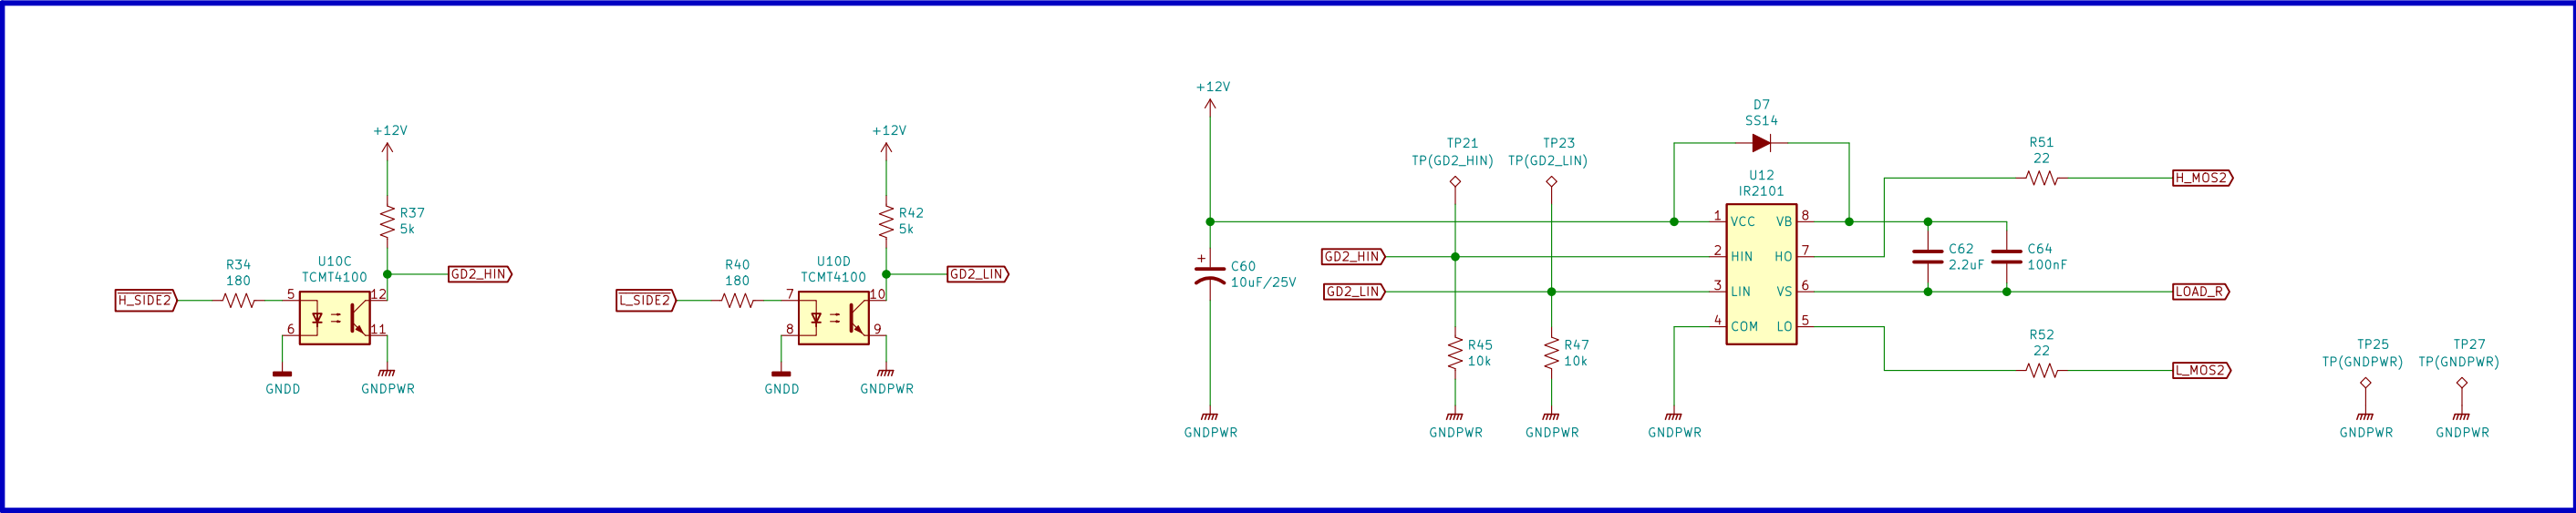 +12V
R37
5k
U10C
TCMT4100
R34
180
H_SIDE2
5
12
6
11
GD2_HIN
GNDD
GNDPWR
+12V
R42
5k
U10D
TCMT4100
R40
180
L_SIDE2
7
10
8
9
GD2_LIN
GNDD
GNDPWR
+12V
C60
10uF/25V
+
GNDPWR
TP21
TP(GD2_HIN)
TP23
TP(GD2_LIN)
GD2_HIN
GD2_LIN
R45
10k
R47
10k
GNDPWR
GNDPWR
GNDPWR
D7
SS14
U12
IR2101
1 VCC VB 8
2 HIN HO 7
3 LIN VS 6
4 COM LO 5
C62
2.2uF
C64
100nF
R51
22
H_MOS2
LOAD_R
R52
22
L_MOS2
TP25
TP(GNDPWR)
GNDPWR
TP27
TP(GNDPWR)
GNDPWR